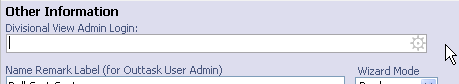 Other Information
Divisional View Admin Login:
Name Remark Label (for Outtask User Admin)
Wizard Mode